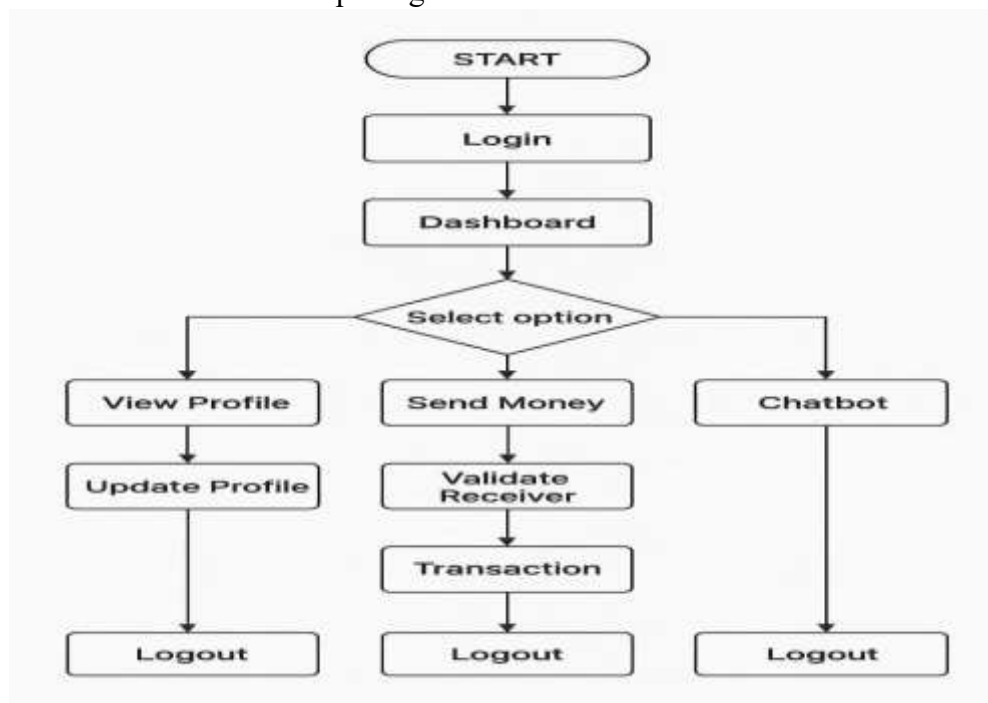 START
Login
Dashboard
Select option
View Profile
Send Money
Chatbot
Update Profile
Validate
Receiver
Transaction
Logout
Logout
Logout